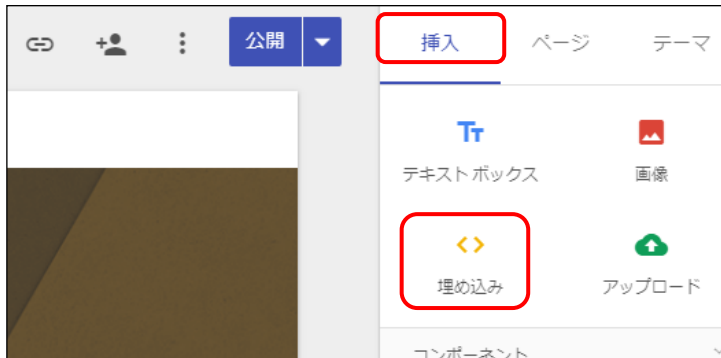 公開
挿入 ページ テーマ
Tт
テキスト ボックス 画像
埋め込み アップロード
コンポーネント